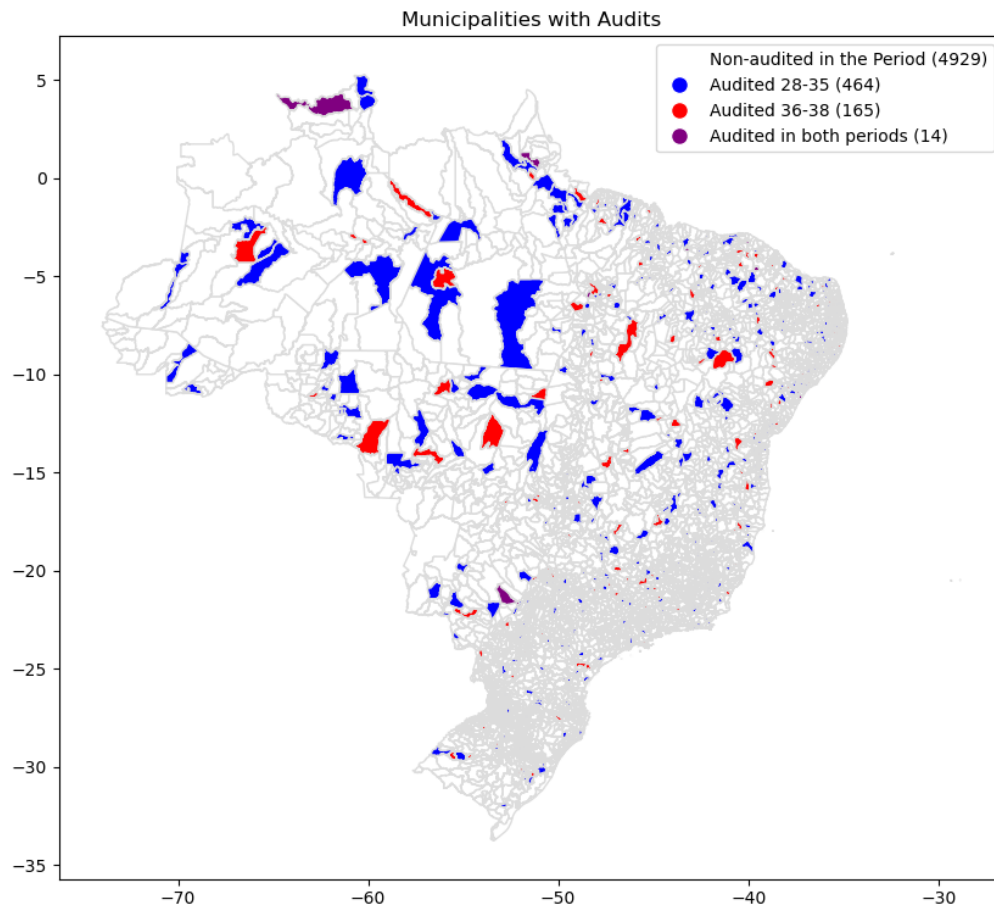 Municipalities with Audits
Non-audited in the Period (4929)
Audited 28-35 (464)
Audited 36-38 (165)
Audited in both periods (14)
5
0
−5
−10
−15
−20
−25
−30
−35
−70
−60
−50
−40
−30